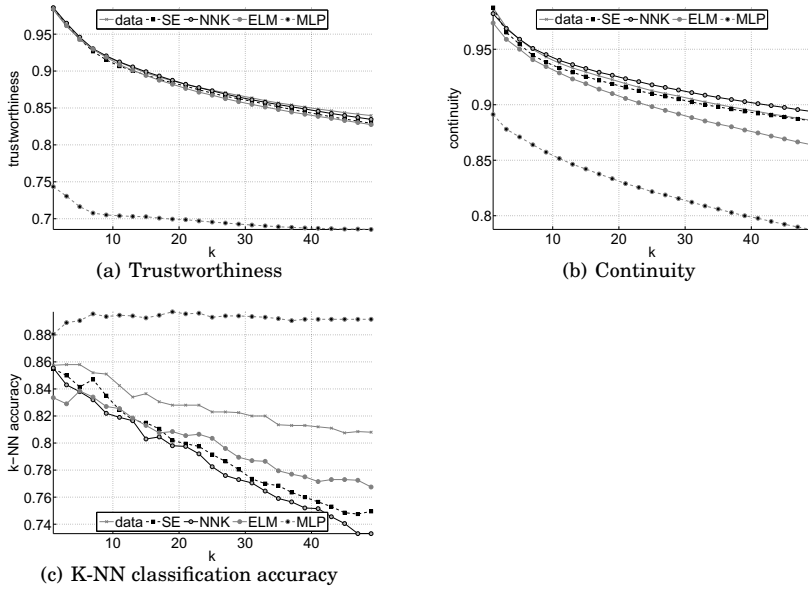 data SE NNK ELM MLP
0.95
0.9
0.85
0.8
0.75
0.7
trustworthiness
10 20 30 40
k
(a) Trustworthiness
data SE NNK ELM MLP
0.95
0.9
0.85
0.8
continuity
10 20 30 40
k
(b) Continuity
0.88
0.86
0.84
0.82
0.8
0.78
0.76
0.74
k−NN accuracy
data SE NNK ELM MLP
10 20 30 40
k
(c) K-NN classification accuracy